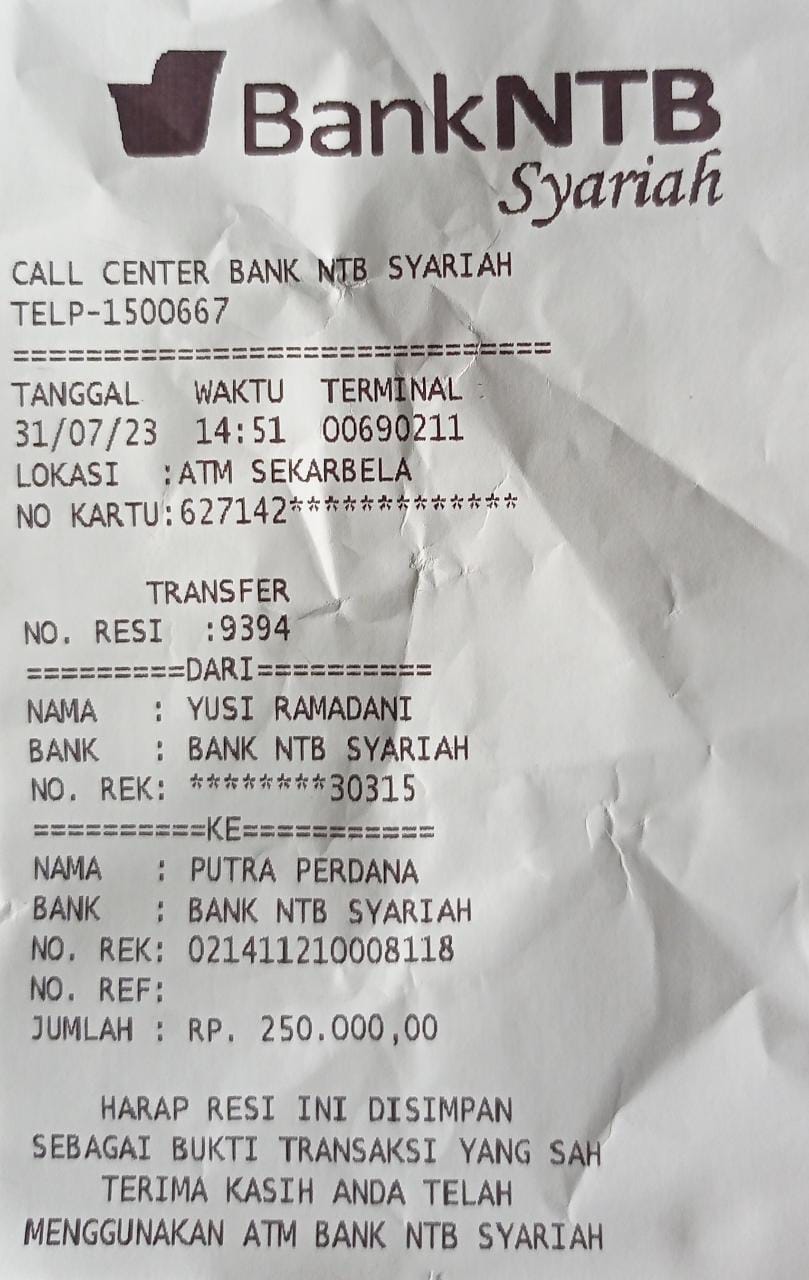 BankNTB
Syariah
CALL CENTER BANK NTB SYARIAH
TELP-1500667
==============================
TANGGAL WAKTU TERMINAL
31/07/23 14:51 00690211
LOKASI :ATM SEKARBELA
NO KARTU:627142*************
TRANSFER
NO. RESI :9394
=========DARI==========
NAMA : YUSI RAMADANI
BANK : BANK NTB SYARIAH
NO. REK: ********30315
==========KE===========
NAMA : PUTRA PERDANA
BANK : BANK NTB SYARIAH
NO. REK: 021411210008118
NO. REF:
JUMLAH : RP. 250.000,00
HARAP RESI INI DISIMPAN
SEBAGAI BUKTI TRANSAKSI YANG SAH
TERIMA KASIH ANDA TELAH
MENGGUNAKAN ATM BANK NTB SYARIAH